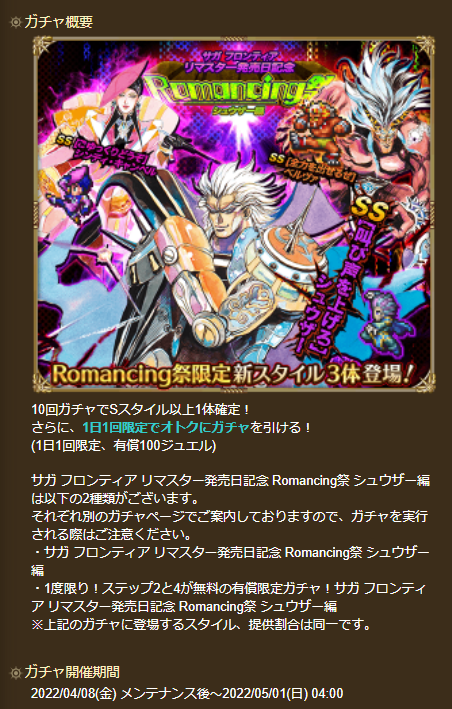 ガチャ概要
サガ フロンティア
リマスター発売日記念
Romancing祭
シュウザー編
SS
SS [全力を出せるぜ]
ベルヴァ
SS
[叫び声を上げろ]
シュウザー
Romancing祭限定 新スタイル 3体 登場!
10回ガチャでSスタイル以上1体確定!
さらに、1日1回限定でオトクにガチャを引ける!
(1日1回限定、有償100ジュエル)
サガ フロンティア リマスター発売日記念 Romancing祭 シュウザー編
は以下の2種類がございます。
それぞれ別のガチャページでご案内しておりますので、ガチャを実行
される際はご注意ください。
・サガ フロンティア リマスター発売日記念 Romancing祭 シュウザー
編
・1度限り!ステップ2と4が無料の有償限定ガチャ!サガ フロンティ
ア リマスター発売日記念 Romancing祭 シュウザー編
※上記のガチャに登場するスタイル、提供割合は同一です。
ガチャ開催期間
2022/04/08(金) メンテナンス後～2022/05/01(日) 04:00